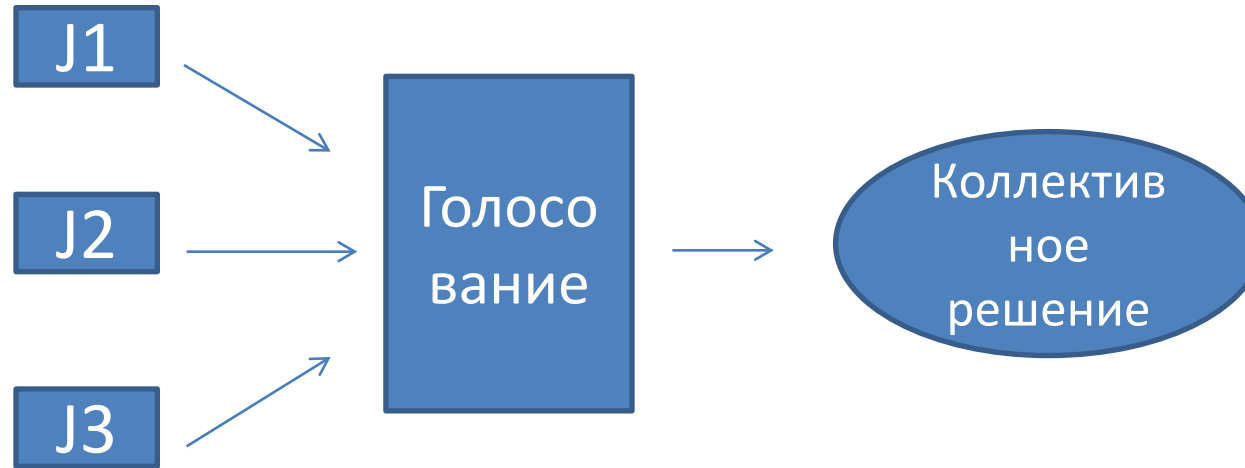 J1
J2
J3
Голосо
вание
Коллектив
ное
решение